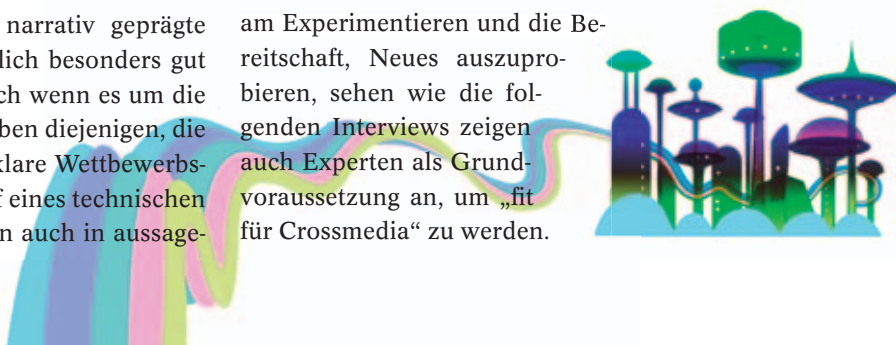 narrativ geprägte
lich besonders gut
ch wenn es um die
ben diejenigen, die
klare Wettbewerbs-
f eines technischen
n auch in aussage-
am Experimentieren und die Be-
reitschaft, Neues auszupro-
bieren, sehen wie die fol-
genden Interviews zeigen
auch Experten als Grund-
voraussetzung an, um „fit
für Crossmedia“ zu werden.